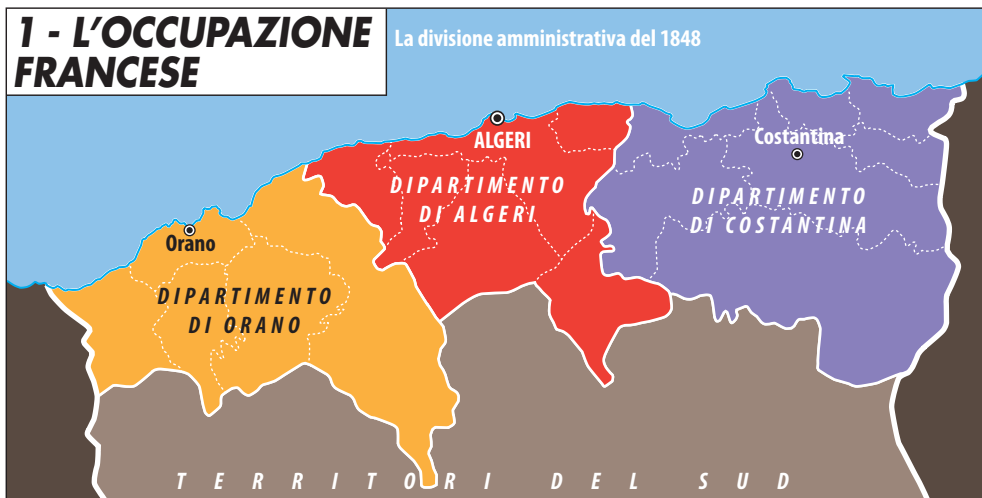 1 - L'OCCUPAZIONE
FRANCESE
La divisione amministrativa del 1848
ALGERI
Costantina
DIPARTIMENTO
DI ALGERI
DIPARTIMENTO
DI COSTANTINA
Orano
DIPARTIMENTO
DI ORANO
TERRITORI DEL SUD